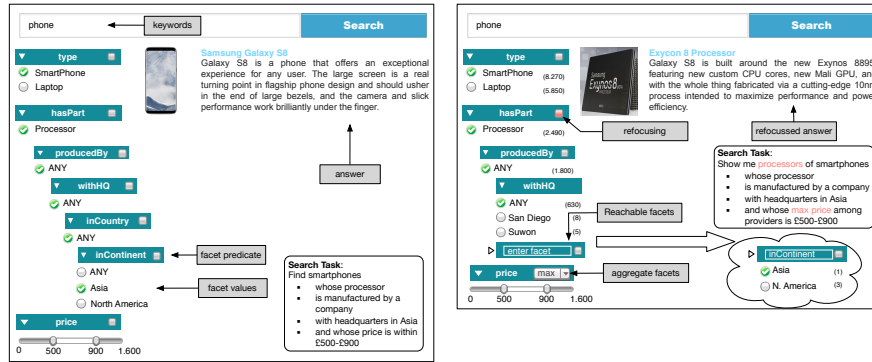 phone
Search
keywords
type
SmartPhone
Laptop
Samsung Galaxy S8
Galaxy S8 is a phone that offers an exceptional
experience for any user. The large screen is a real
turning point in flagship phone design and should usher
in the end of large bezels, and the camera and slick
performance work brilliantly under the finger.
hasPart
Processor
producedBy
ANY
withHQ
ANY
inCountry
ANY
inContinent
ANY
Asia
North America
answer
facet predicate
facet values
price
0 500 900 1.600
Search Task:
Find smartphones
▪ whose processor
▪ is manufactured by a
company
▪ with headquarters in Asia
▪ and whose price is within
£500-£900
phone
Search
type
SmartPhone (8.270)
Laptop (5.850)
Samsung
Exynos8
Exycon 8 Processor
Galaxy S8 is built around the new Exynos 8895,
featuring new custom CPU cores, new Mali GPU, and
with the whole thing fabricated via a cutting-edge 10nm
process intended to maximize performance and power
efficiency.
hasPart
Processor (2.490)
refocusing
refocussed answer
producedBy
ANY (1.800)
withHQ
ANY (630)
San Diego (8)
Suwon (5)
enter facet
Reachable facets
price max
0 500 900 1.600
aggregate facets
Search Task:
Show me processors of smartphones
▪ whose processor
▪ is manufactured by a company
▪ with headquarters in Asia
▪ and whose max price among
providers is £500-£900
inContinent
Asia (1)
N. America (3)